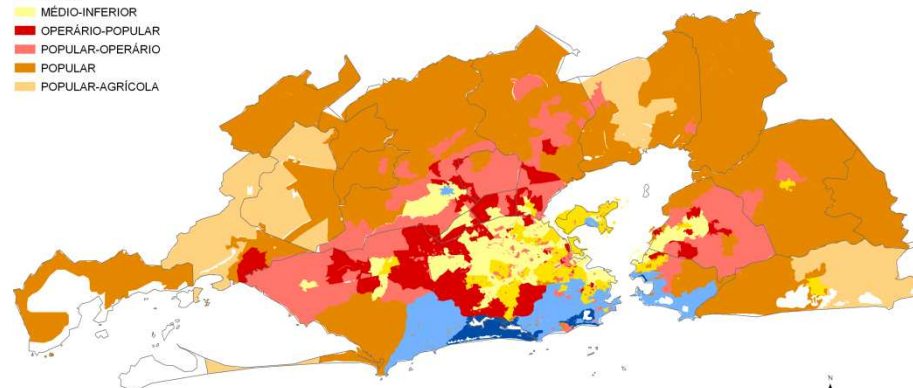 MÉDIO-INFERIOR
OPERÁRIO-POPULAR
POPULAR-OPERÁRIO
POPULAR
POPULAR-AGRÍCOLA
N